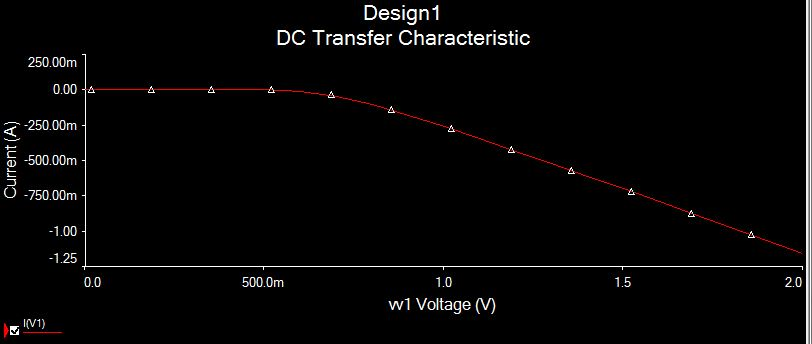 Design1
DC Transfer Characteristic
250.00m
0.00
-250.00m
-500.00m
-750.00m
-1.00
-1.25
Current (A)
0.0
500.0m
1.0
1.5
2.0
vv1 Voltage (V)
I(V1)